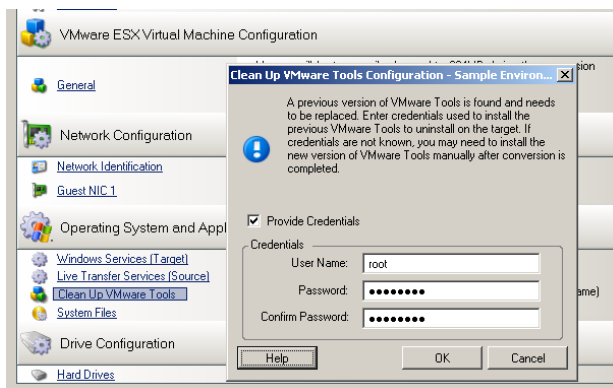 VMware ESX Virtual Machine Configuration
General
Clean Up VMware Tools Configuration - Sample Environ...
A previous version of VMware Tools is found and needs
to be replaced. Enter credentials used to install the
previous VMware Tools to uninstall on the target. If
credentials are not known, you may need to install the
new version of VMware Tools manually after conversion is
completed.
Network Configuration
Network Identification
Guest NIC 1
Provide Credentials
Operating System and Appl
Credentials
Windows Services (Target)
User Name: root
Live Transfer Services (Source)
Clean Up VMware Tools
Password: ●●●●●●●●
ame)
System Files
Confirm Password: ●●●●●●●●
Drive Configuration
Help
OK
Cancel
Hard Drives